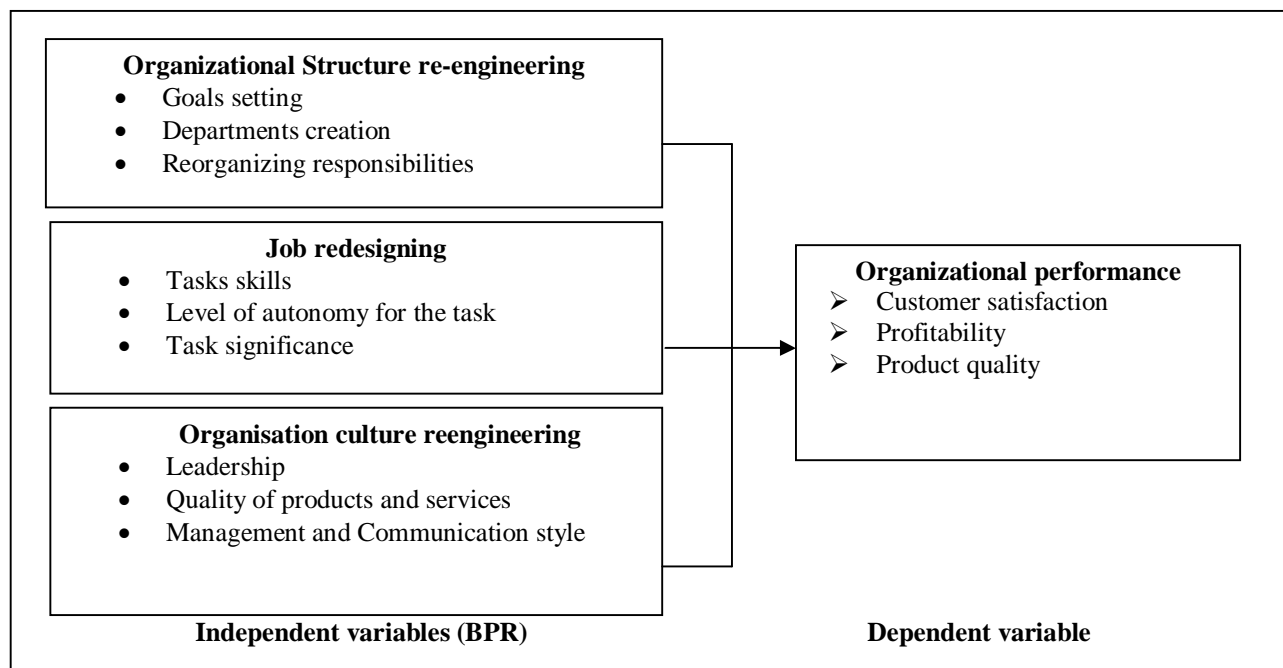 Organizational Structure re-engineering
• Goals setting
• Departments creation
• Reorganizing responsibilities
Job redesigning
• Tasks skills
• Level of autonomy for the task
• Task significance
Organisation culture reengineering
• Leadership
• Quality of products and services
• Management and Communication style
Independent variables (BPR)
Organizational performance
➢ Customer satisfaction
➢ Profitability
➢ Product quality
Dependent variable